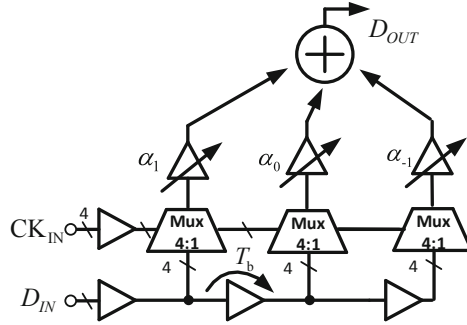 D_OUT
α_1 α_0 α_-1
CK_IN 4 Mux 4:1 Mux 4:1 Mux 4:1
4 T_b 4 4
D_IN 4